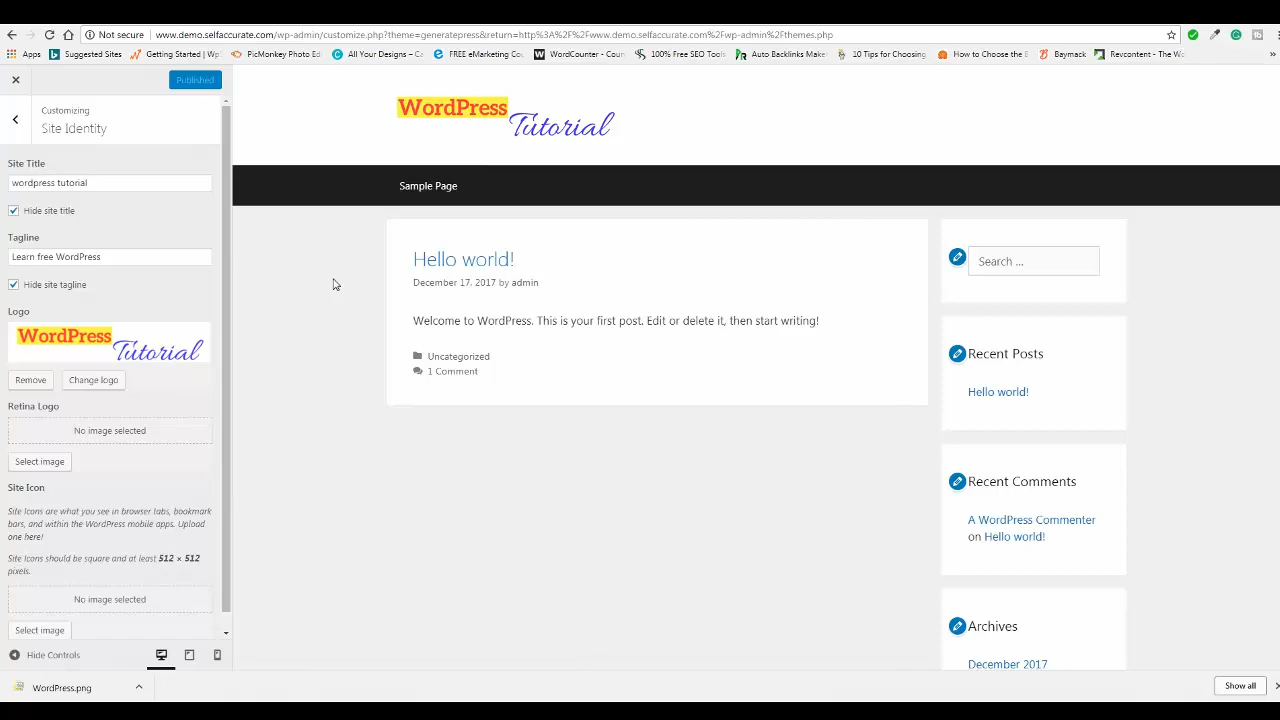 Not secure www.demo.selfaccurate.com/wp-admin/customize.php?theme=generatepress&return=http%3A%2F%2Fwww.demo.selfaccurate.com%2Fwp-admin%2Fthemes.php
Apps Suggested Sites Getting Started (Wp PicMonkey Photo Edit All Your Designs - C FREE eMarketing Cou WordCounter - Coun 100% Free SEO Tools Auto Backlinks Make 10 Tips for Choosing How to Choose the B Baymack Revcontent - The Wo »
Published
Customizing
Site Identity
Site Title
wordpress tutorial
Hide site title
Tagline
Learn free WordPress
Hide site tagline
Logo
WordPress
Tutorial
Remove Change logo
Retina Logo
No image selected
Select image
Site Icon
Site Icons are what you see in browser tabs, bookmark
bars, and within the WordPress mobile apps. Upload
one here!
Site Icons should be square and at least 512 × 512
pixels.
No image selected
Select image
Hide Controls
WordPress
Tutorial
Sample Page
Hello world!
December 17, 2017 by admin
Welcome to WordPress. This is your first post. Edit or delete it, then start writing!
Uncategorized
1 Comment
Search ...
Recent Posts
Hello world!
Recent Comments
A WordPress Commenter
on Hello world!
Archives
December 2017
WordPress.png
Show all